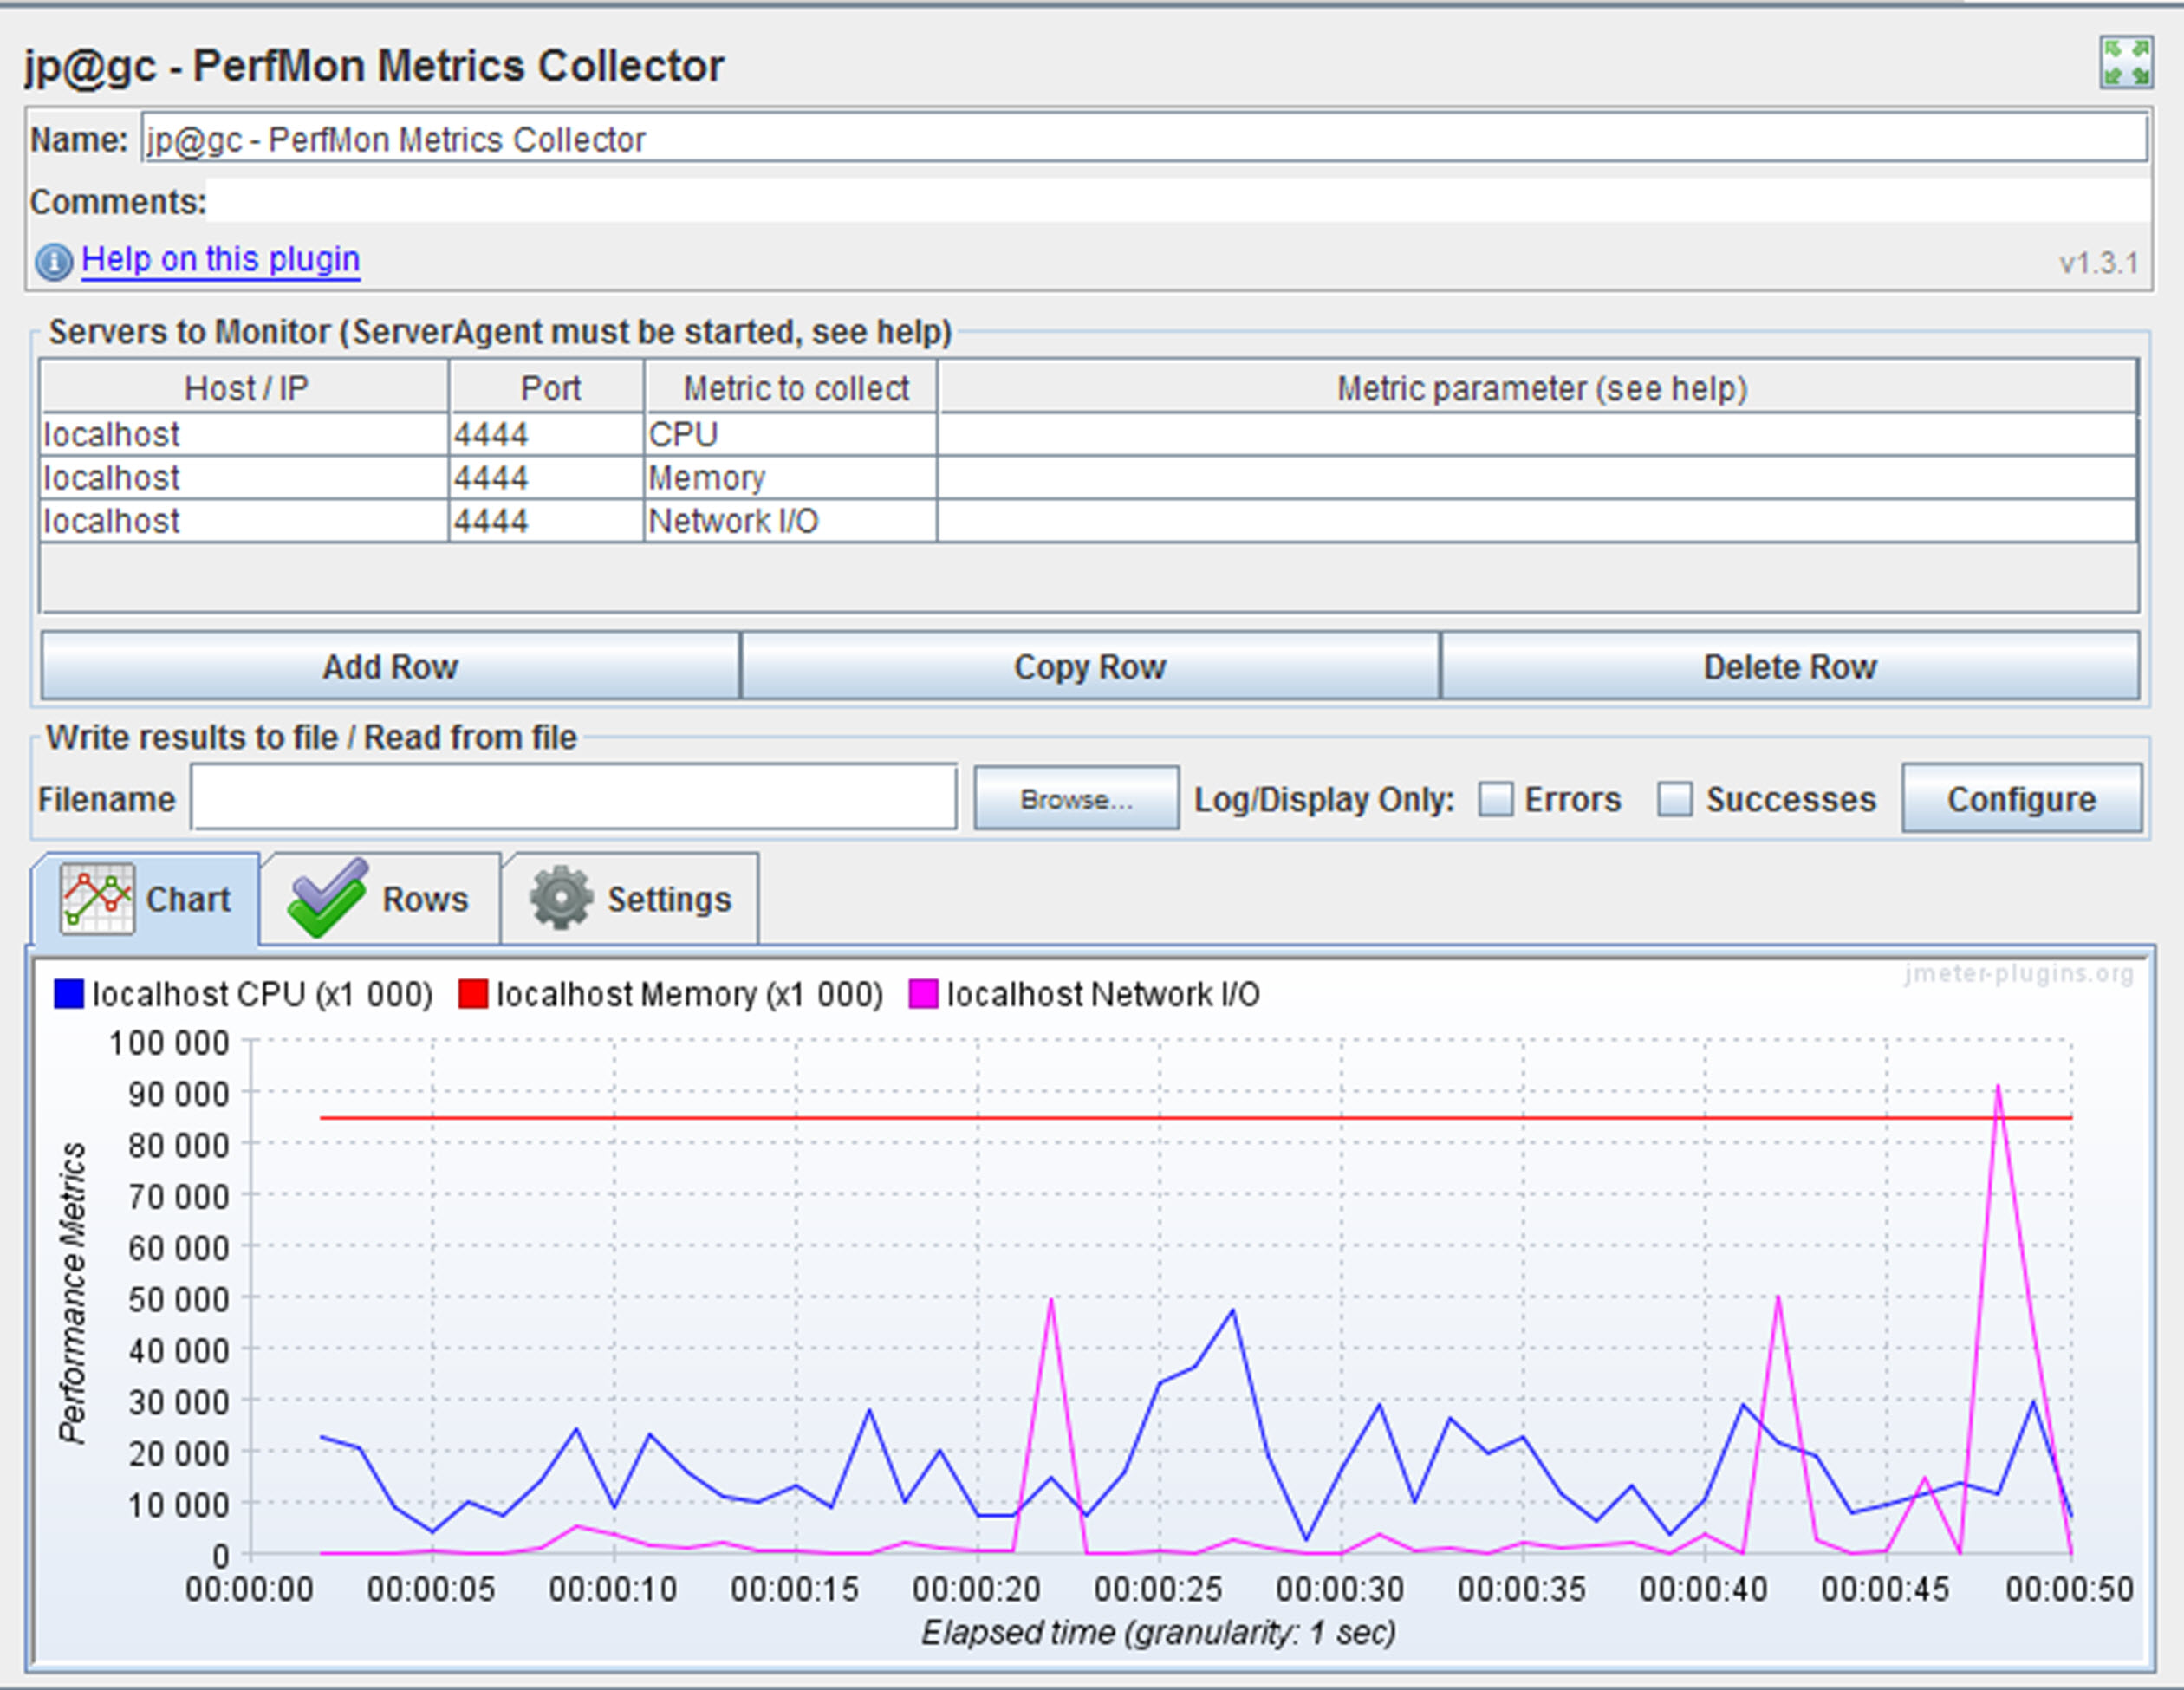 jp@gc - PerfMon Metrics Collector
Name: jp@gc - PerfMon Metrics Collector
Comments:
Help on this plugin v1.3.1
Servers to Monitor (ServerAgent must be started, see help)
Host / IP Port Metric to collect Metric parameter (see help)
localhost 4444 CPU
localhost 4444 Memory
localhost 4444 Network I/O
Add Row Copy Row Delete Row
Write results to file / Read from file
Filename Browse... Log/Display Only: Errors Successes Configure
Chart Rows Settings
jmeter-plugins.org
localhost CPU (x1 000) localhost Memory (x1 000) localhost Network I/O
100 000
90 000
80 000
70 000
60 000
50 000
40 000
30 000
20 000
10 000
0
Performance Metrics
00:00:00 00:00:05 00:00:10 00:00:15 00:00:20 00:00:25 00:00:30 00:00:35 00:00:40 00:00:45 00:00:50
Elapsed time (granularity: 1 sec)